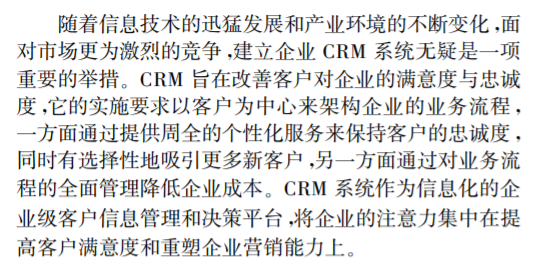 随着信息技术的迅猛发展和产业环境的不断变化,面
对市场更为激烈的竞争,建立企业 CRM 系统无疑是一项
重要的举措。CRM 旨在改善客户对企业的满意度与忠诚
度,它的实施要求以客户为中心来架构企业的业务流程,
一方面通过提供周全的个性化服务来保持客户的忠诚度,
同时有选择性地吸引更多新客户,另一方面通过对业务流
程的全面管理降低企业成本。CRM 系统作为信息化的企
业级客户信息管理和决策平台,将企业的注意力集中在提
高客户满意度和重塑企业营销能力上。